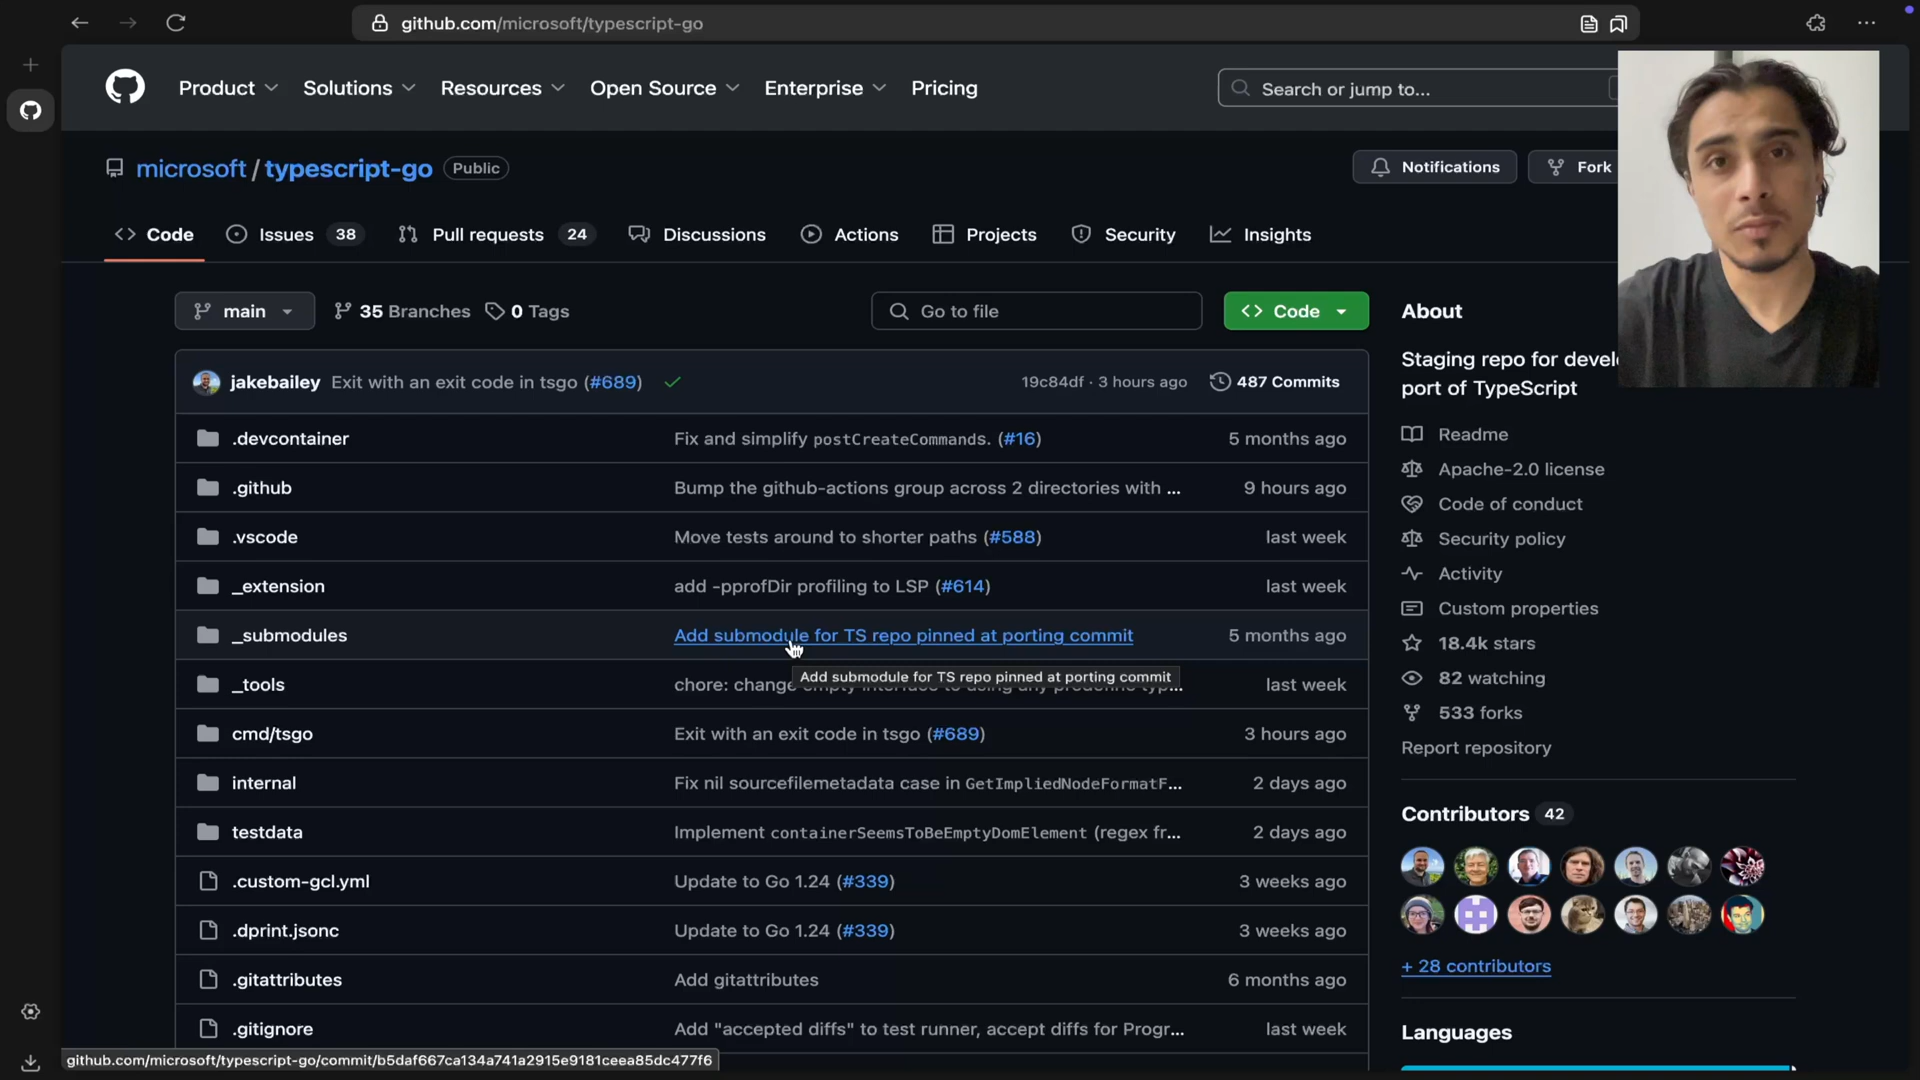 github.com/microsoft/typescript-go
Product
Solutions
Resources
Open Source
Enterprise
Pricing
Search or jump to...
microsoft / typescript-go Public
Notifications
Fork
Code
Issues 38
Pull requests 24
Discussions
Actions
Projects
Security
Insights
main
35 Branches
0 Tags
Go to file
Code
jakebailey Exit with an exit code in tsgo (#689) 19c84df · 3 hours ago 487 Commits
.devcontainer Fix and simplify postCreateCommands. (#16) 5 months ago
.github Bump the github-actions group across 2 directories with ... 9 hours ago
.vscode Move tests around to shorter paths (#588) last week
_extension add -pprofDir profiling to LSP (#614) last week
_submodules Add submodule for TS repo pinned at porting commit 5 months ago
Add submodule for TS repo pinned at porting commit
_tools chore: change last week
cmd/tsgo Exit with an exit code in tsgo (#689) 3 hours ago
internal Fix nil sourcefilemetadata case in GetImpliedNodeFormatF... 2 days ago
testdata Implement containerSeemsToBeEmptyDomElement (regex fr... 2 days ago
.custom-gcl.yml Update to Go 1.24 (#339) 3 weeks ago
.dprint.jsonc Update to Go 1.24 (#339) 3 weeks ago
.gitattributes Add gitattributes 6 months ago
.gitignore Add "accepted diffs" to test runner, accept diffs for Progr... last week
About
Staging repo for
port of TypeScript
Readme
Apache-2.0 license
Code of conduct
Security policy
Activity
Custom properties
18.4k stars
82 watching
533 forks
Report repository
Contributors 42
+ 28 contributors
Languages
github.com/microsoft/typescript-go/commit/b5daf667ca134a741a2915e9181ceea85dc477f6